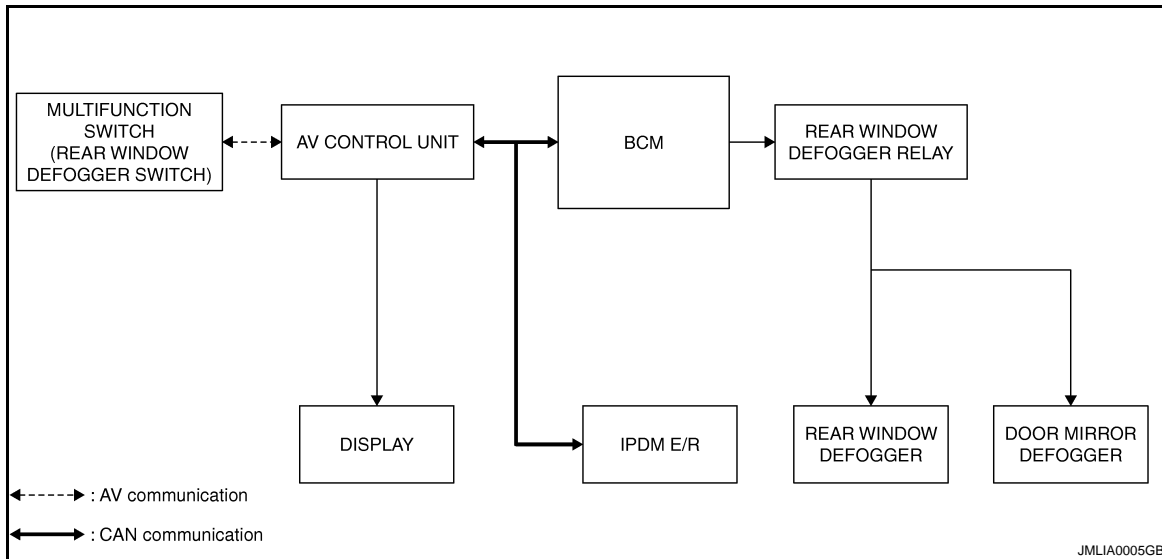 MULTIFUNCTION
SWITCH
(REAR WINDOW
DEFOGGER SWITCH)
AV CONTROL UNIT
BCM
REAR WINDOW
DEFOGGER RELAY
DISPLAY
IPDM E/R
REAR WINDOW
DEFOGGER
DOOR MIRROR
DEFOGGER
: AV communication
: CAN communication
JMLIA0005GB